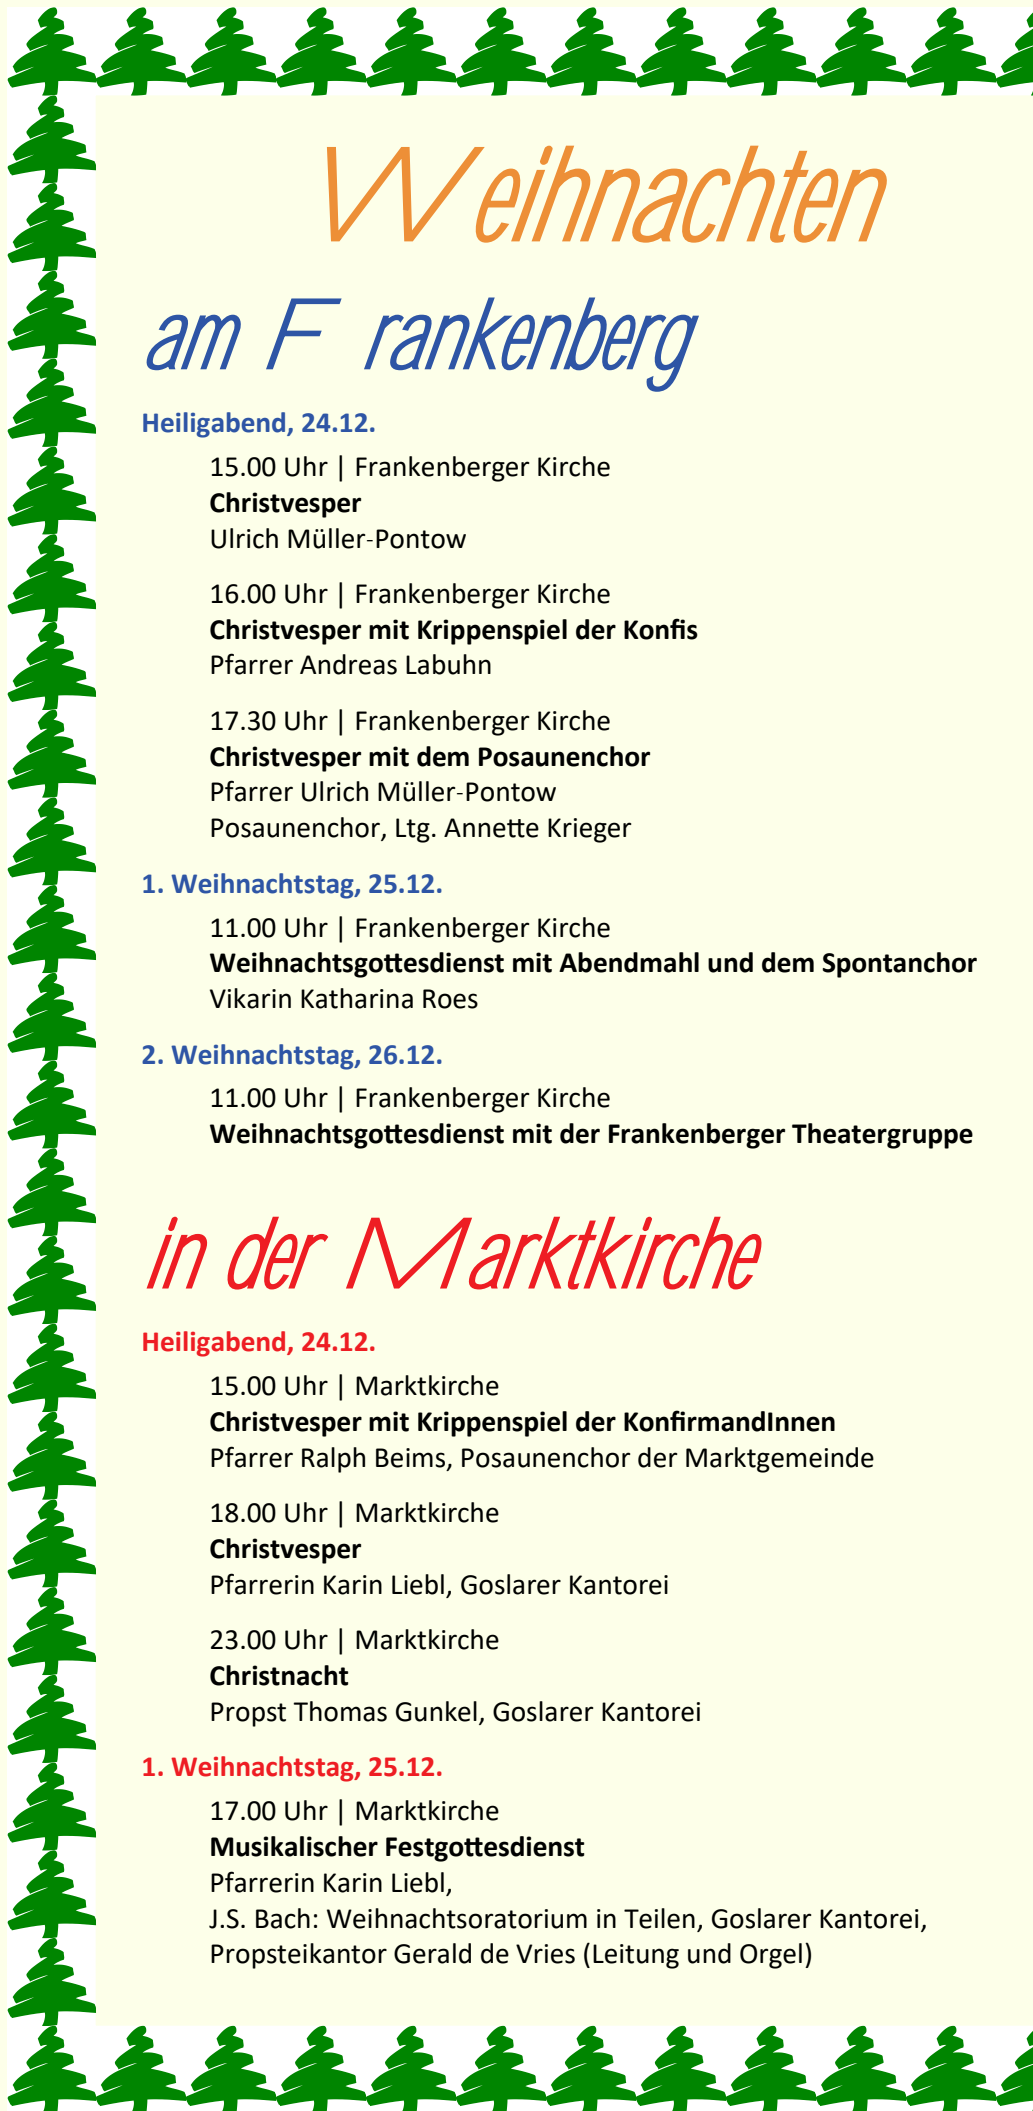 Weihnachten
am Frankenberg
Heiligabend, 24.12.
15.00 Uhr | Frankenberger Kirche
Christvesper
Ulrich Müller-Pontow
16.00 Uhr | Frankenberger Kirche
Christvesper mit Krippenspiel der Konfis
Pfarrer Andreas Labuhn
17.30 Uhr | Frankenberger Kirche
Christvesper mit dem Posaunenchor
Pfarrer Ulrich Müller-Pontow
Posaunenchor, Ltg. Annette Krieger
1. Weihnachtstag, 25.12.
11.00 Uhr | Frankenberger Kirche
Weihnachtsgottesdienst mit Abendmahl und dem Spontanchor
Vikarin Katharina Roes
2. Weihnachtstag, 26.12.
11.00 Uhr | Frankenberger Kirche
Weihnachtsgottesdienst mit der Frankenberger Theatergruppe
in der Marktkirche
Heiligabend, 24.12.
15.00 Uhr | Marktkirche
Christvesper mit Krippenspiel der KonfirmandInnen
Pfarrer Ralph Beims, Posaunenchor der Marktgemeinde
18.00 Uhr | Marktkirche
Christvesper
Pfarrerin Karin Liebl, Goslarer Kantorei
23.00 Uhr | Marktkirche
Christnacht
Propst Thomas Gunkel, Goslarer Kantorei
1. Weihnachtstag, 25.12.
17.00 Uhr | Marktkirche
Musikalischer Festgottesdienst
Pfarrerin Karin Liebl,
J.S. Bach: Weihnachtsoratorium in Teilen, Goslarer Kantorei,
Propsteikantor Gerald de Vries (Leitung und Orgel)